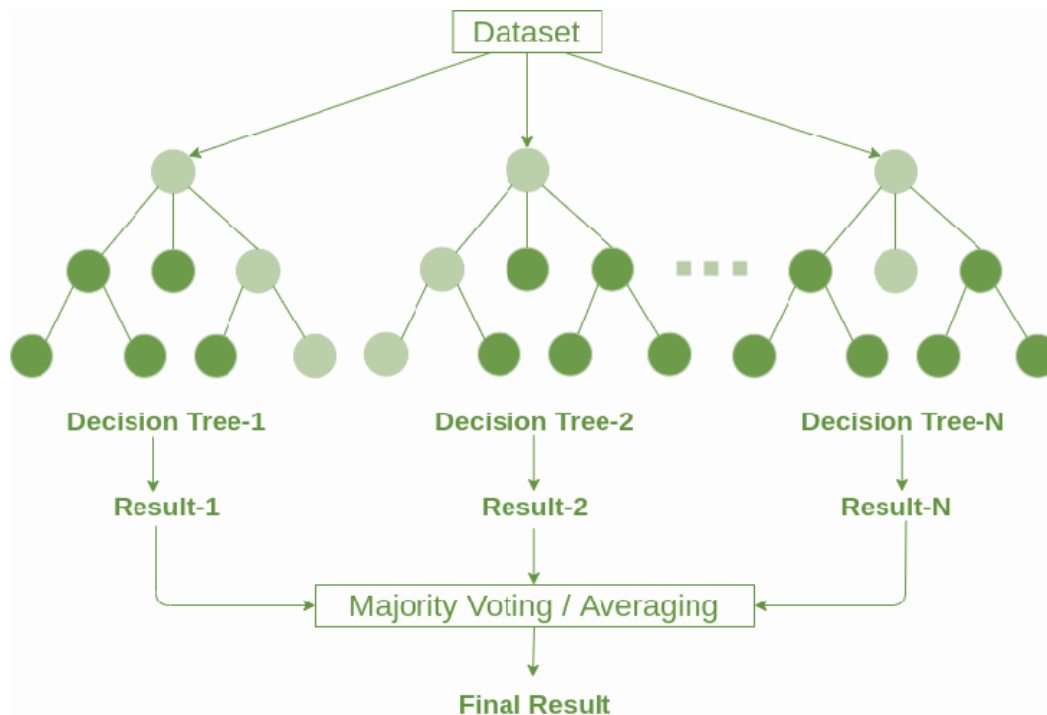 Dataset
Decision Tree-1
Decision Tree-2
Decision Tree-N
Result-1
Result-2
Result-N
Majority Voting / Averaging
Final Result